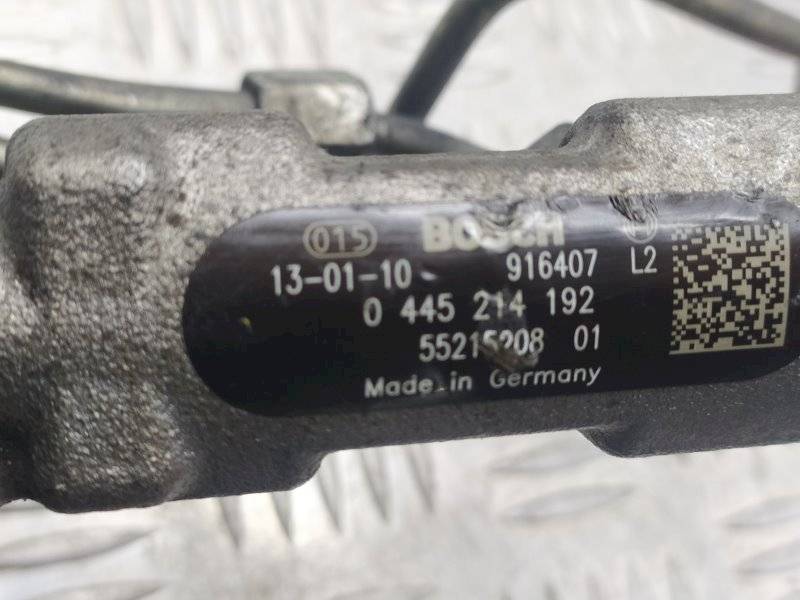 015 BOSCH
13-01-10 916407 L2
0 445 214 192
55215208 01
Made in Germany